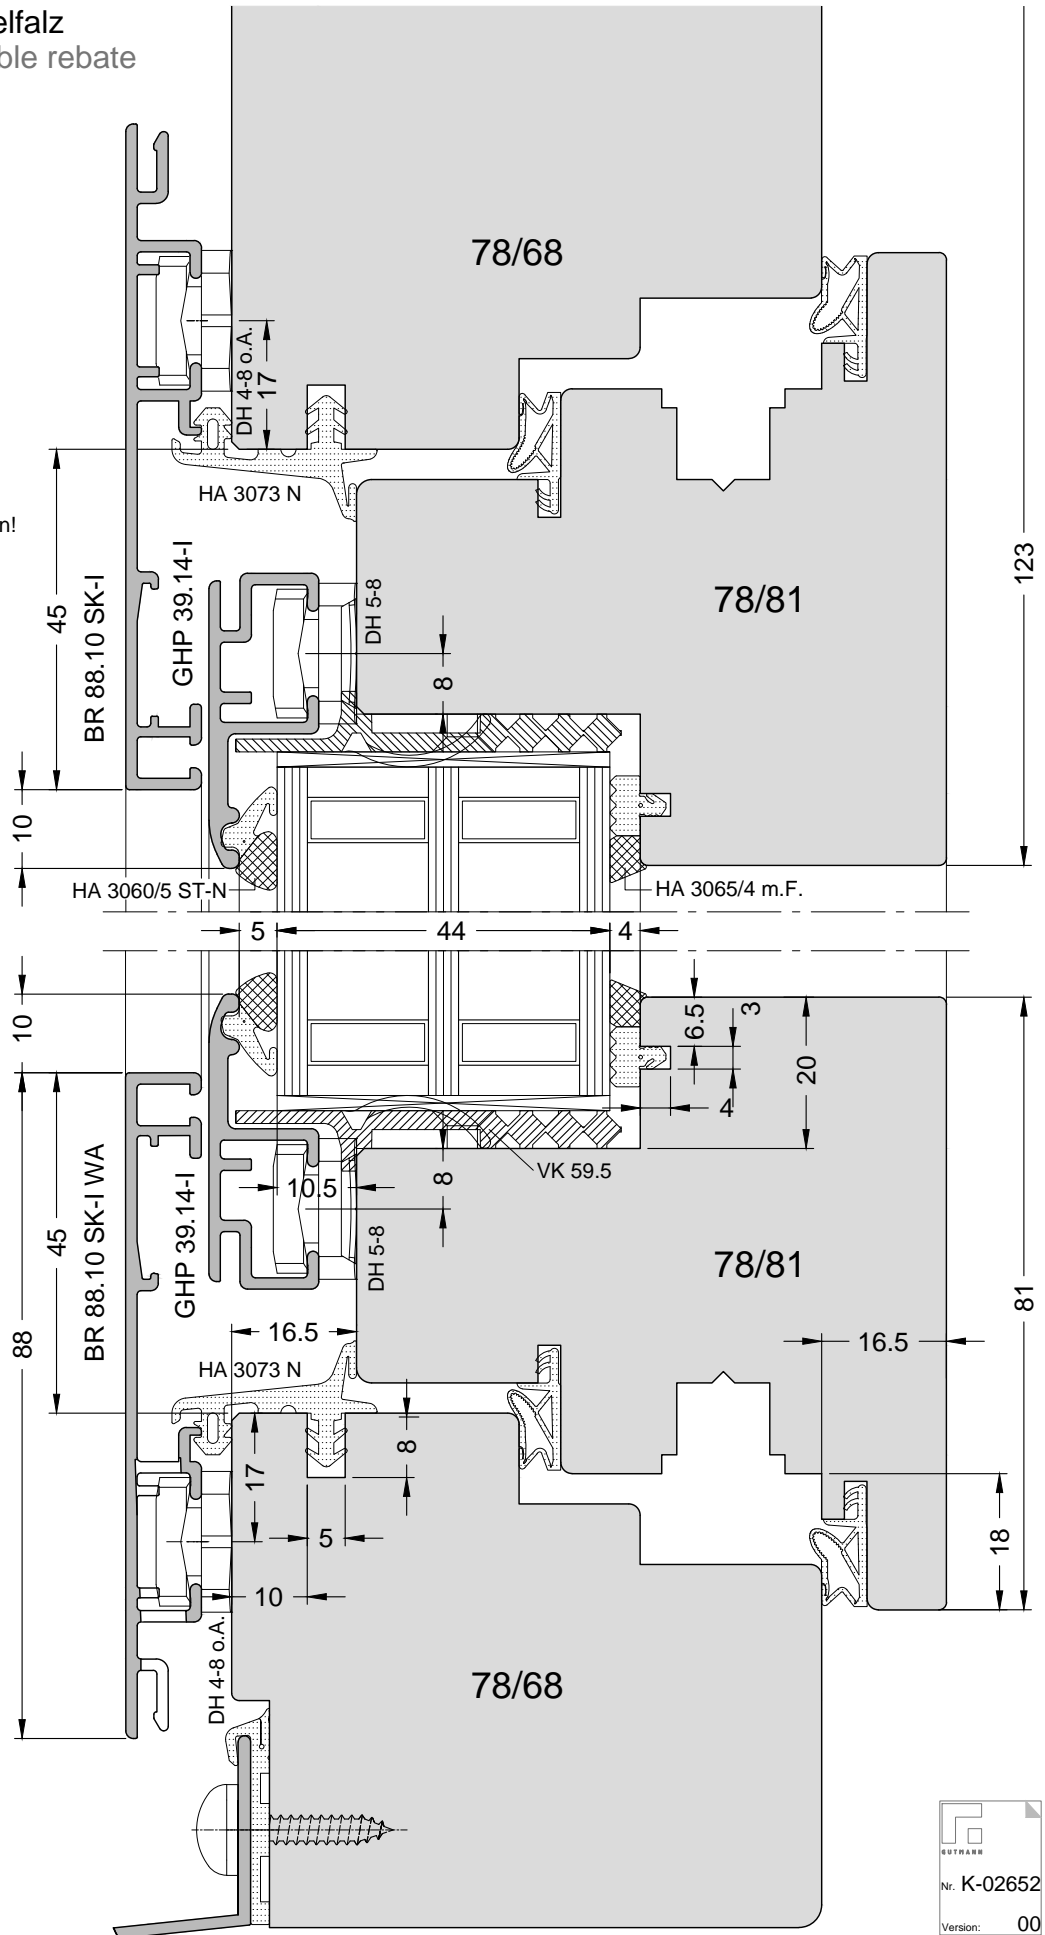 elfalz
ble rebate
78/68
DH 4-8 o.A.
17
HA 3073 N
n!
45
BR 88.10 SK-I
GHP 39.14-I
DH 5-8
78/81
123
8
10
HA 3060/5 ST-N
HA 3065/4 m.F.
5
44
4
10
6.5
3
20
4
VK 59.5
10.5
8
45
BR 88.10 SK-I WA
GHP 39.14-I
DH 5-8
78/81
81
88
16.5
16.5
HA 3073 N
8
17
5
10
18
DH 4-8 o.A.
78/68
GUTMANN
Nr. K-02652
Version: 00